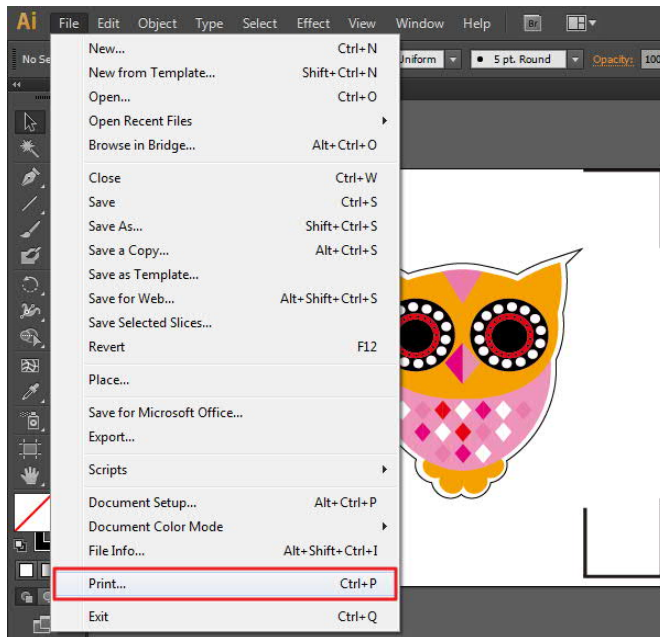 Ai File Edit Object Type Select Effect View Window Help Br
No Se
Uniform 5 pt. Round Opacity: 100
New... Ctrl+N
New from Template... Shift+Ctrl+N
Open... Ctrl+O
Open Recent Files
Browse in Bridge... Alt+Ctrl+O
Close Ctrl+W
Save Ctrl+S
Save As... Shift+Ctrl+S
Save a Copy... Alt+Ctrl+S
Save as Template...
Save for Web... Alt+Shift+Ctrl+S
Save Selected Slices...
Revert F12
Place...
Save for Microsoft Office...
Export...
Scripts
Document Setup... Alt+Ctrl+P
Document Color Mode
File Info... Alt+Shift+Ctrl+I
Print... Ctrl+P
Exit Ctrl+Q